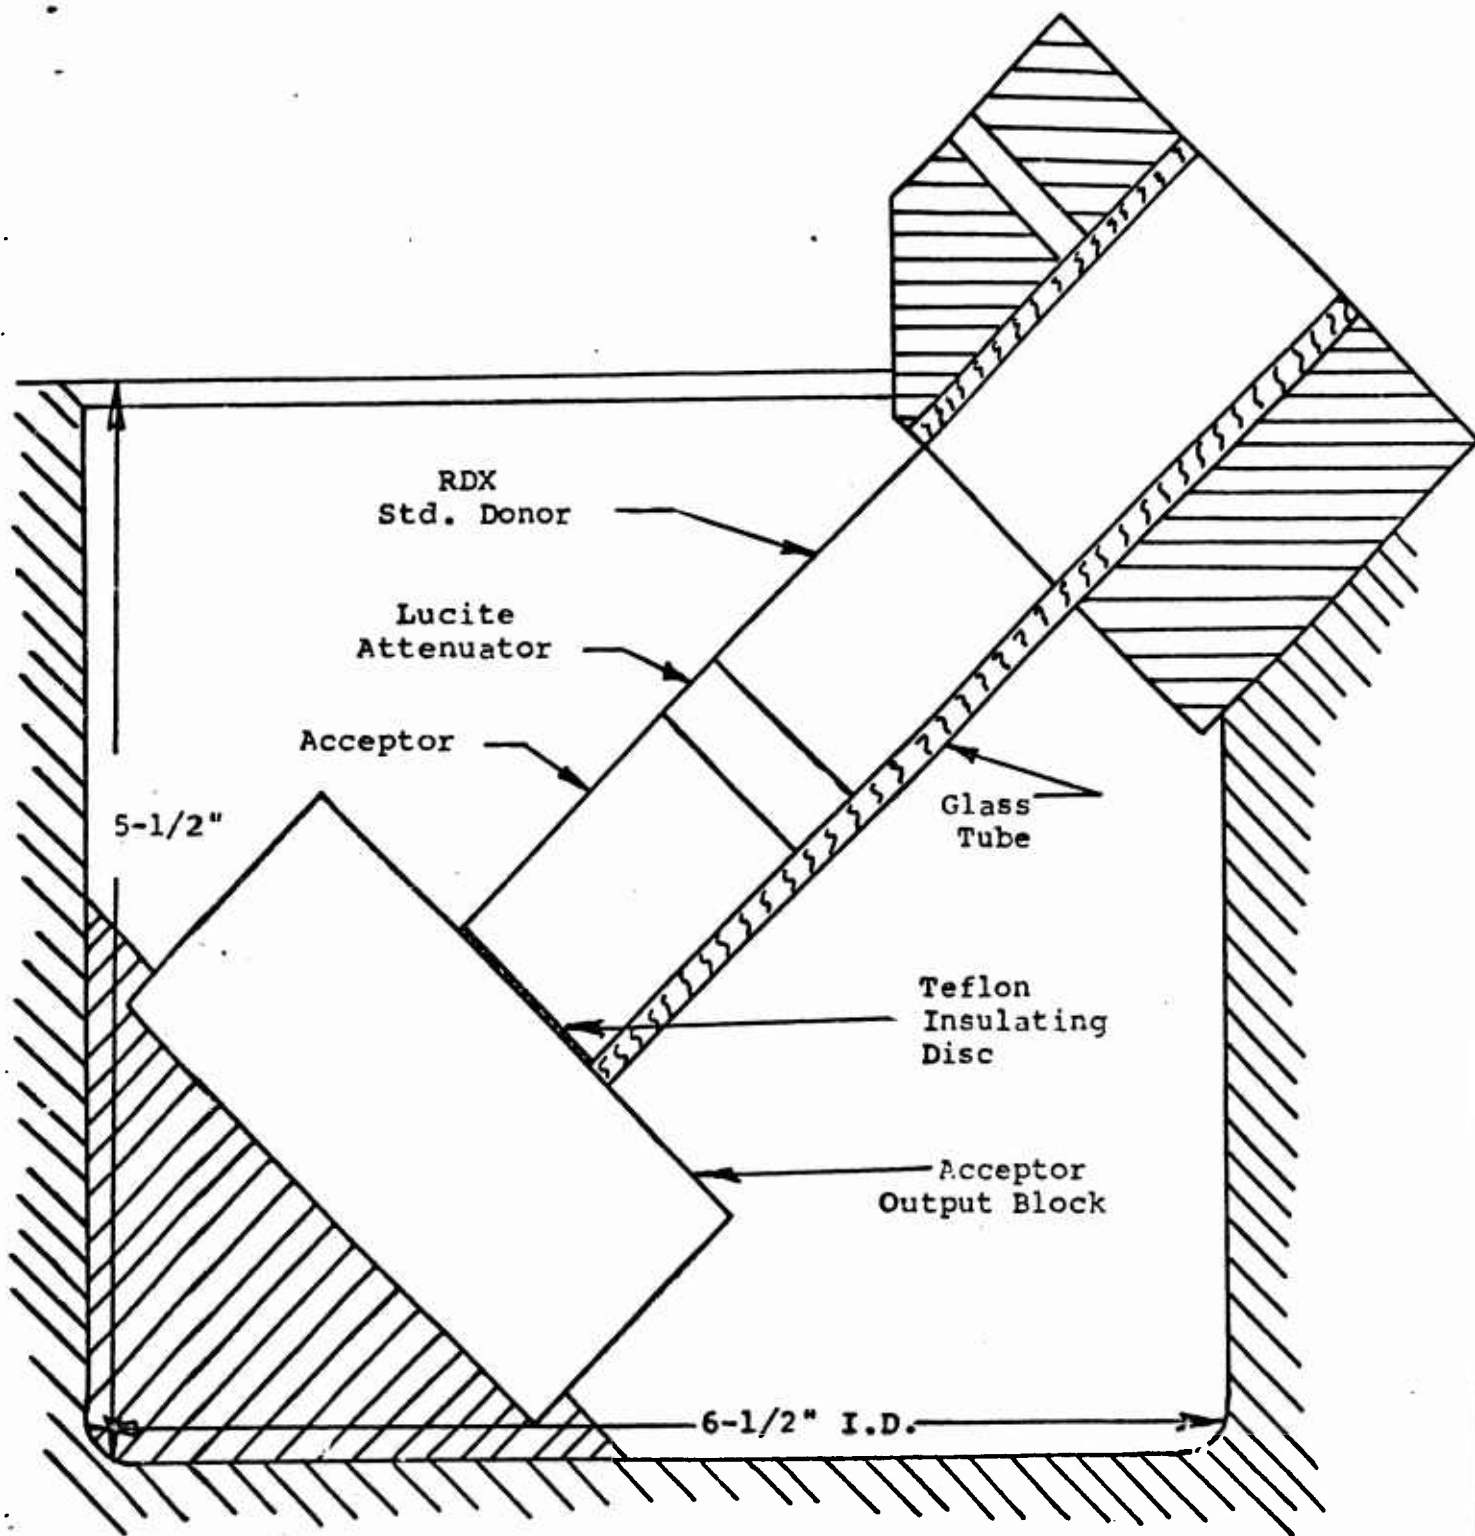 RDX
Std. Donor
Lucite
Attenuator
Acceptor
5-1/2"
Glass
Tube
Teflon
Insulating
Disc
Acceptor
Output Block
6-1/2" I.D.